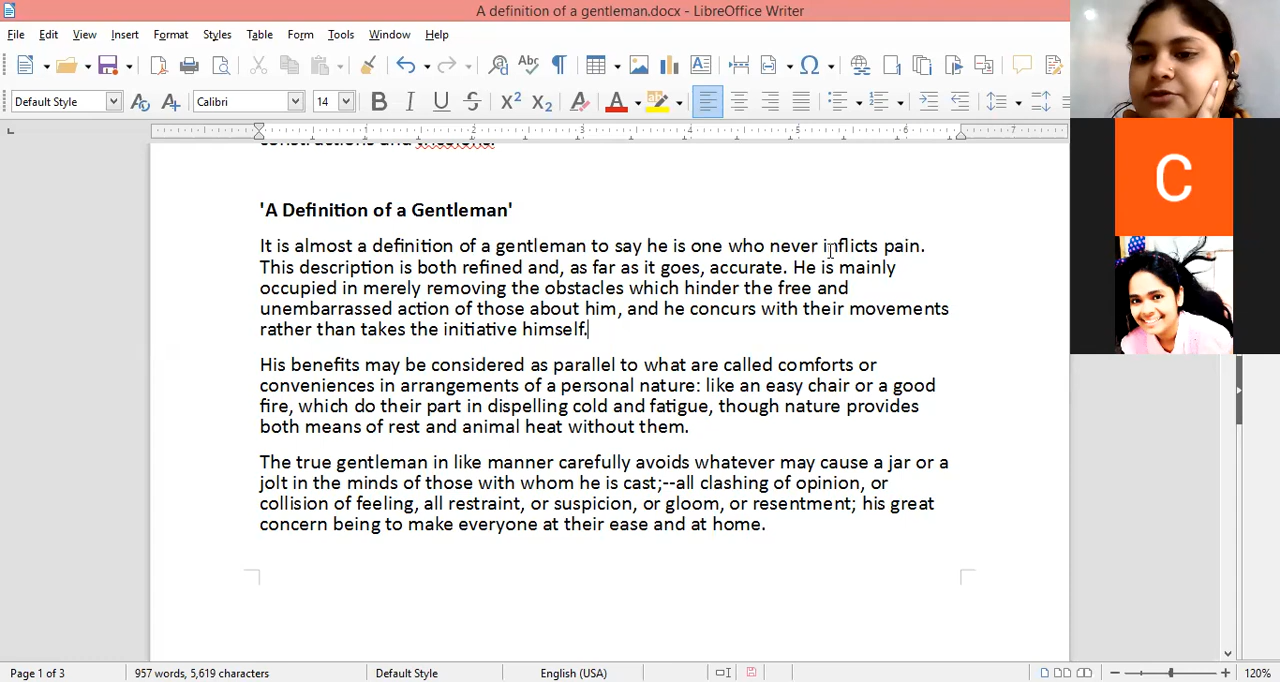 A definition of a gentleman.docx - LibreOffice Writer
File Edit View Insert Format Styles Table Form Tools Window Help
Default Style Calibri 14
1 2 3 4 5 6 7
constructions and tricolons.
'A Definition of a Gentleman'
It is almost a definition of a gentleman to say he is one who never inflicts pain.
This description is both refined and, as far as it goes, accurate. He is mainly
occupied in merely removing the obstacles which hinder the free and
unembarrassed action of those about him, and he concurs with their movements
rather than takes the initiative himself.
His benefits may be considered as parallel to what are called comforts or
conveniences in arrangements of a personal nature: like an easy chair or a good
fire, which do their part in dispelling cold and fatigue, though nature provides
both means of rest and animal heat without them.
The true gentleman in like manner carefully avoids whatever may cause a jar or a
jolt in the minds of those with whom he is cast;--all clashing of opinion, or
collision of feeling, all restraint, or suspicion, or gloom, or resentment; his great
concern being to make everyone at their ease and at home.
C
Page 1 of 3 957 words, 5,619 characters Default Style English (USA) 120%